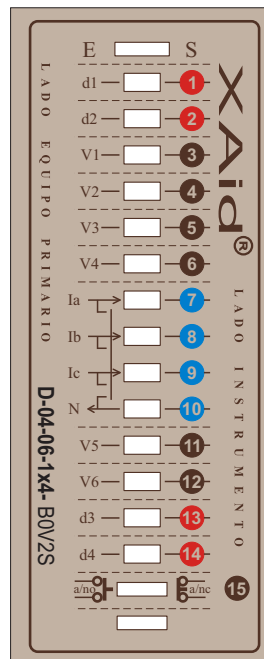 E S
d1 1
d2 2
V1 3
V2 4
V3 5
V4 6
Ia 7
Ib 8
Ic 9
N 10
V5 11
V6 12
d3 13
d4 14
a/no a/nc 15
LADO EQUIPO PRIMARIO
D-04-06-1x4- B0V2S
XAid®
LADO INSTRUMENTO